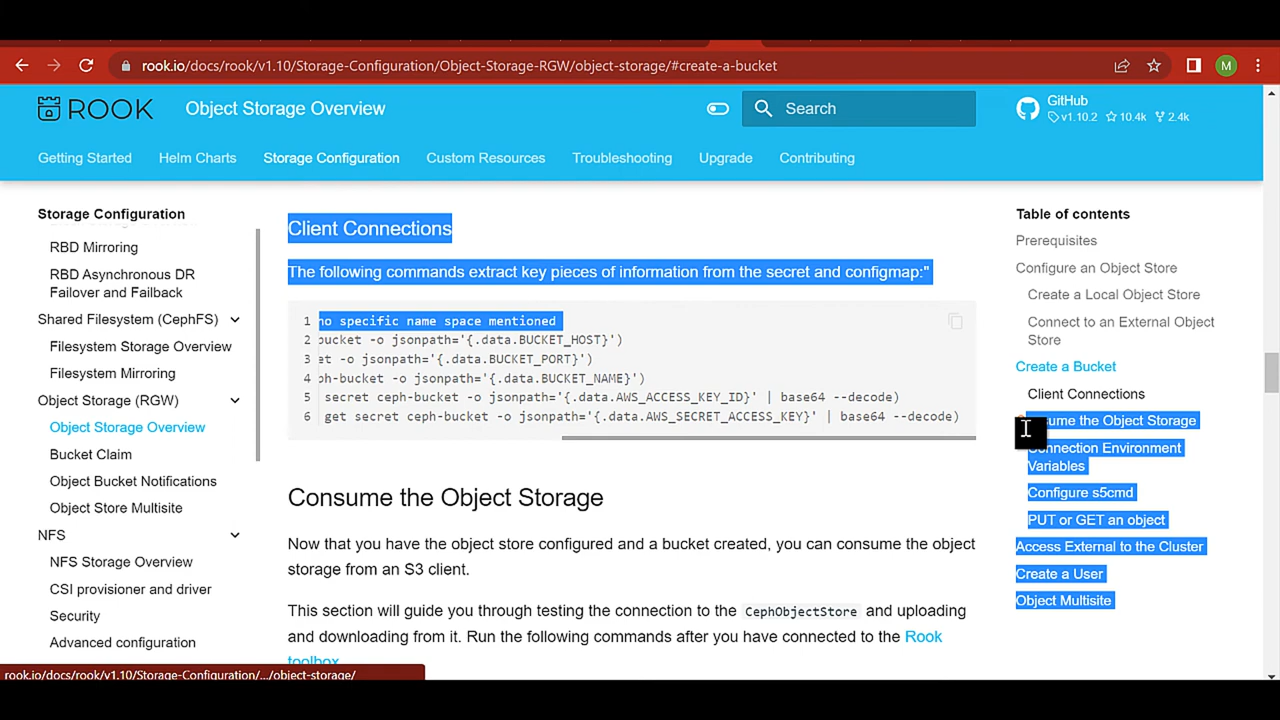 rook.io/docs/rook/v1.10/Storage-Configuration/Object-Storage-RGW/object-storage/#create-a-bucket
M
ROOK
Object Storage Overview
Search
GitHub
v1.10.2 10.4k 2.4k
Getting Started
Helm Charts
Storage Configuration
Custom Resources
Troubleshooting
Upgrade
Contributing
Storage Configuration
RBD Mirroring
RBD Asynchronous DR
Failover and Failback
Shared Filesystem (CephFS)
Filesystem Storage Overview
Filesystem Mirroring
Object Storage (RGW)
Object Storage Overview
Bucket Claim
Object Bucket Notifications
Object Store Multisite
NFS
NFS Storage Overview
CSI provisioner and driver
Security
Advanced configuration
Client Connections
The following commands extract key pieces of information from the secret and configmap:"
1 no specific name space mentioned
2 bucket -o jsonpath='{.data.BUCKET_HOST}')
3 et -o jsonpath='{.data.BUCKET_PORT}')
4 ph-bucket -o jsonpath='{.data.BUCKET_NAME}')
5 secret ceph-bucket -o jsonpath='{.data.AWS_ACCESS_KEY_ID}' | base64 --decode)
6 get secret ceph-bucket -o jsonpath='{.data.AWS_SECRET_ACCESS_KEY}' | base64 --decode)
Consume the Object Storage
Now that you have the object store configured and a bucket created, you can consume the object
storage from an S3 client.
This section will guide you through testing the connection to the CephObjectStore and uploading
and downloading from it. Run the following commands after you have connected to the Rook
toolbox
Table of contents
Prerequisites
Configure an Object Store
Create a Local Object Store
Connect to an External Object
Store
Create a Bucket
Client Connections
sume the Object Storage
onnection Environment
Variables
Configure s5cmd
PUT or GET an object
Access External to the Cluster
Create a User
Object Multisite
rook.io/docs/rook/v1.10/Storage-Configuration/.../object-storage/